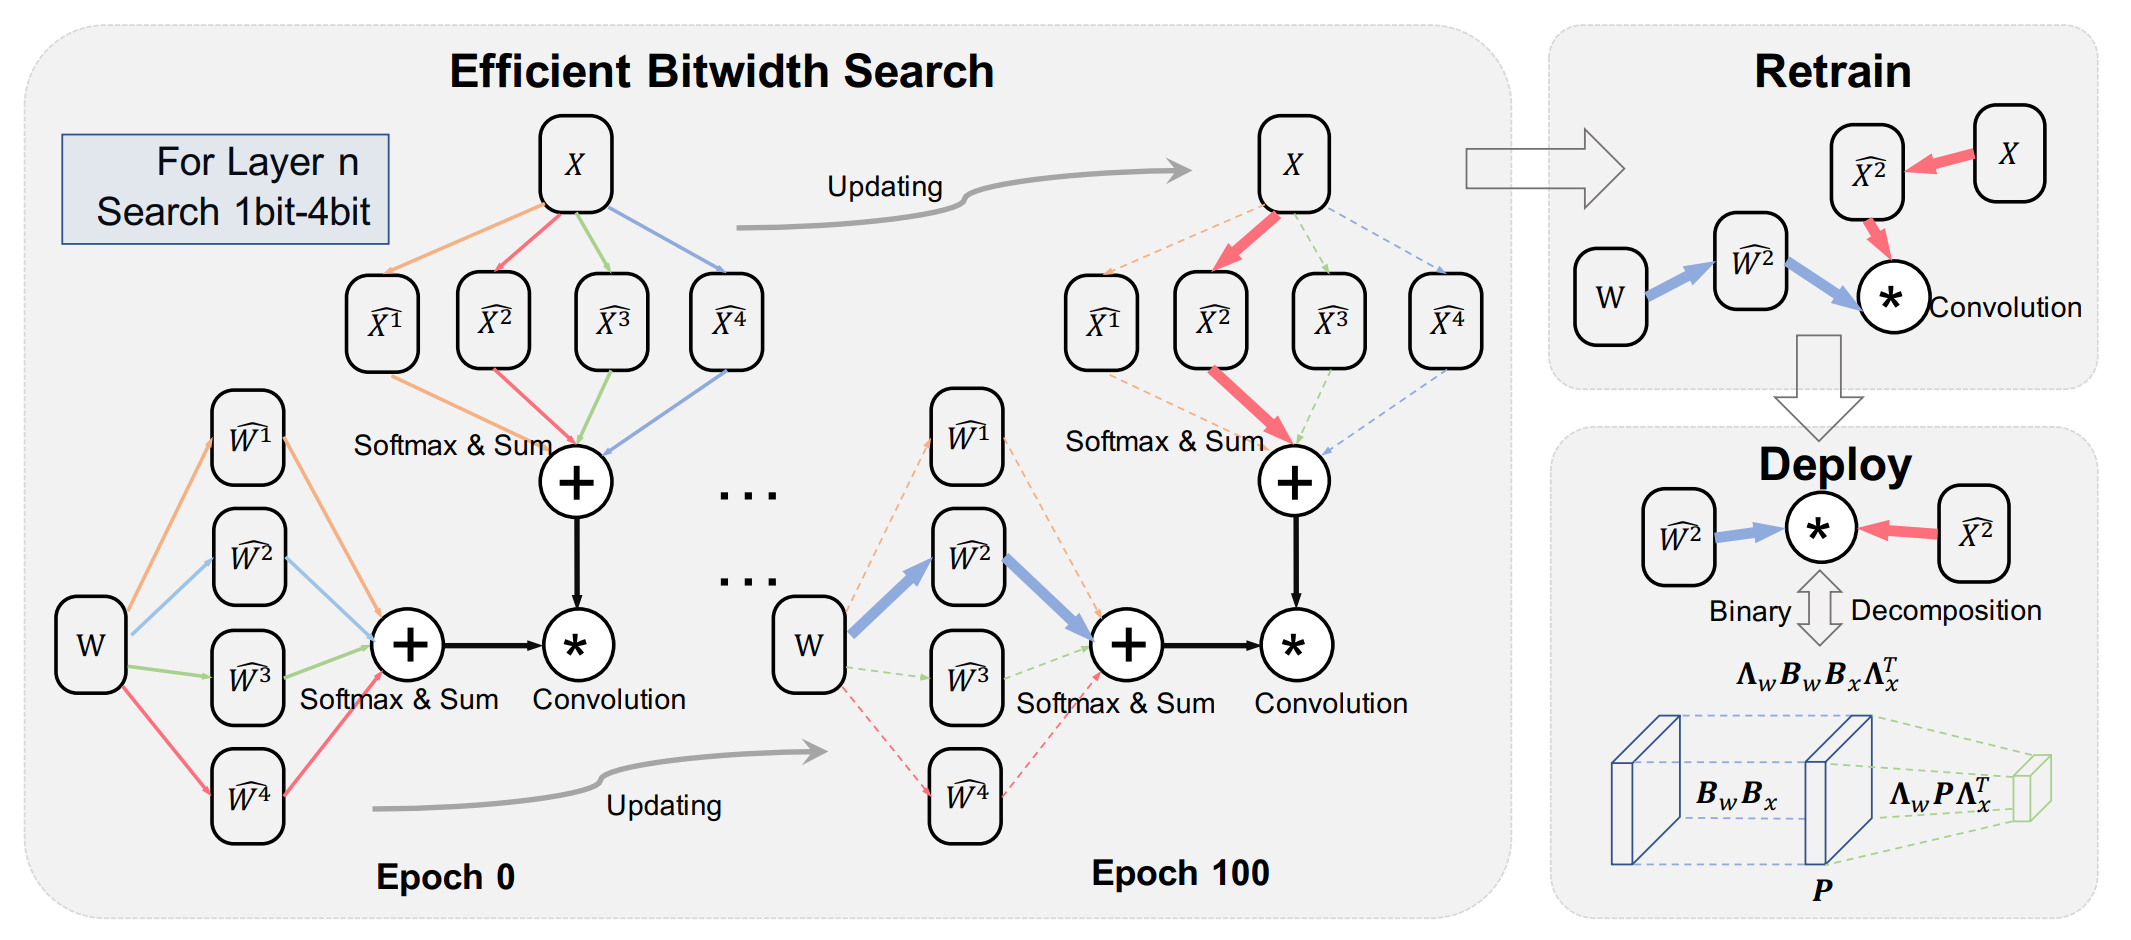 Efficient Bitwidth Search
For Layer n
Search 1bit-4bit
X
Updating
X
$\widehat{X^1}$ $\widehat{X^2}$ $\widehat{X^3}$ $\widehat{X^4}$
$\widehat{X^1}$ $\widehat{X^2}$ $\widehat{X^3}$ $\widehat{X^4}$
Softmax & Sum
+
Softmax & Sum
+
W
$\widehat{W^1}$
$\widehat{W^2}$
$\widehat{W^3}$
$\widehat{W^4}$
+
Softmax & Sum
*
Convolution
...
...
W
$\widehat{W^1}$
$\widehat{W^2}$
$\widehat{W^3}$
$\widehat{W^4}$
+
Softmax & Sum
*
Convolution
Updating
Epoch 0
Epoch 100
Retrain
X
$\widehat{X^2}$
W
$\widehat{W^2}$
*
Convolution
Deploy
$\widehat{W^2}$ * $\widehat{X^2}$
Binary Decomposition
$\Lambda_w B_w B_x \Lambda_x^T$
$B_w B_x$
$\Lambda_w P \Lambda_x^T$
P